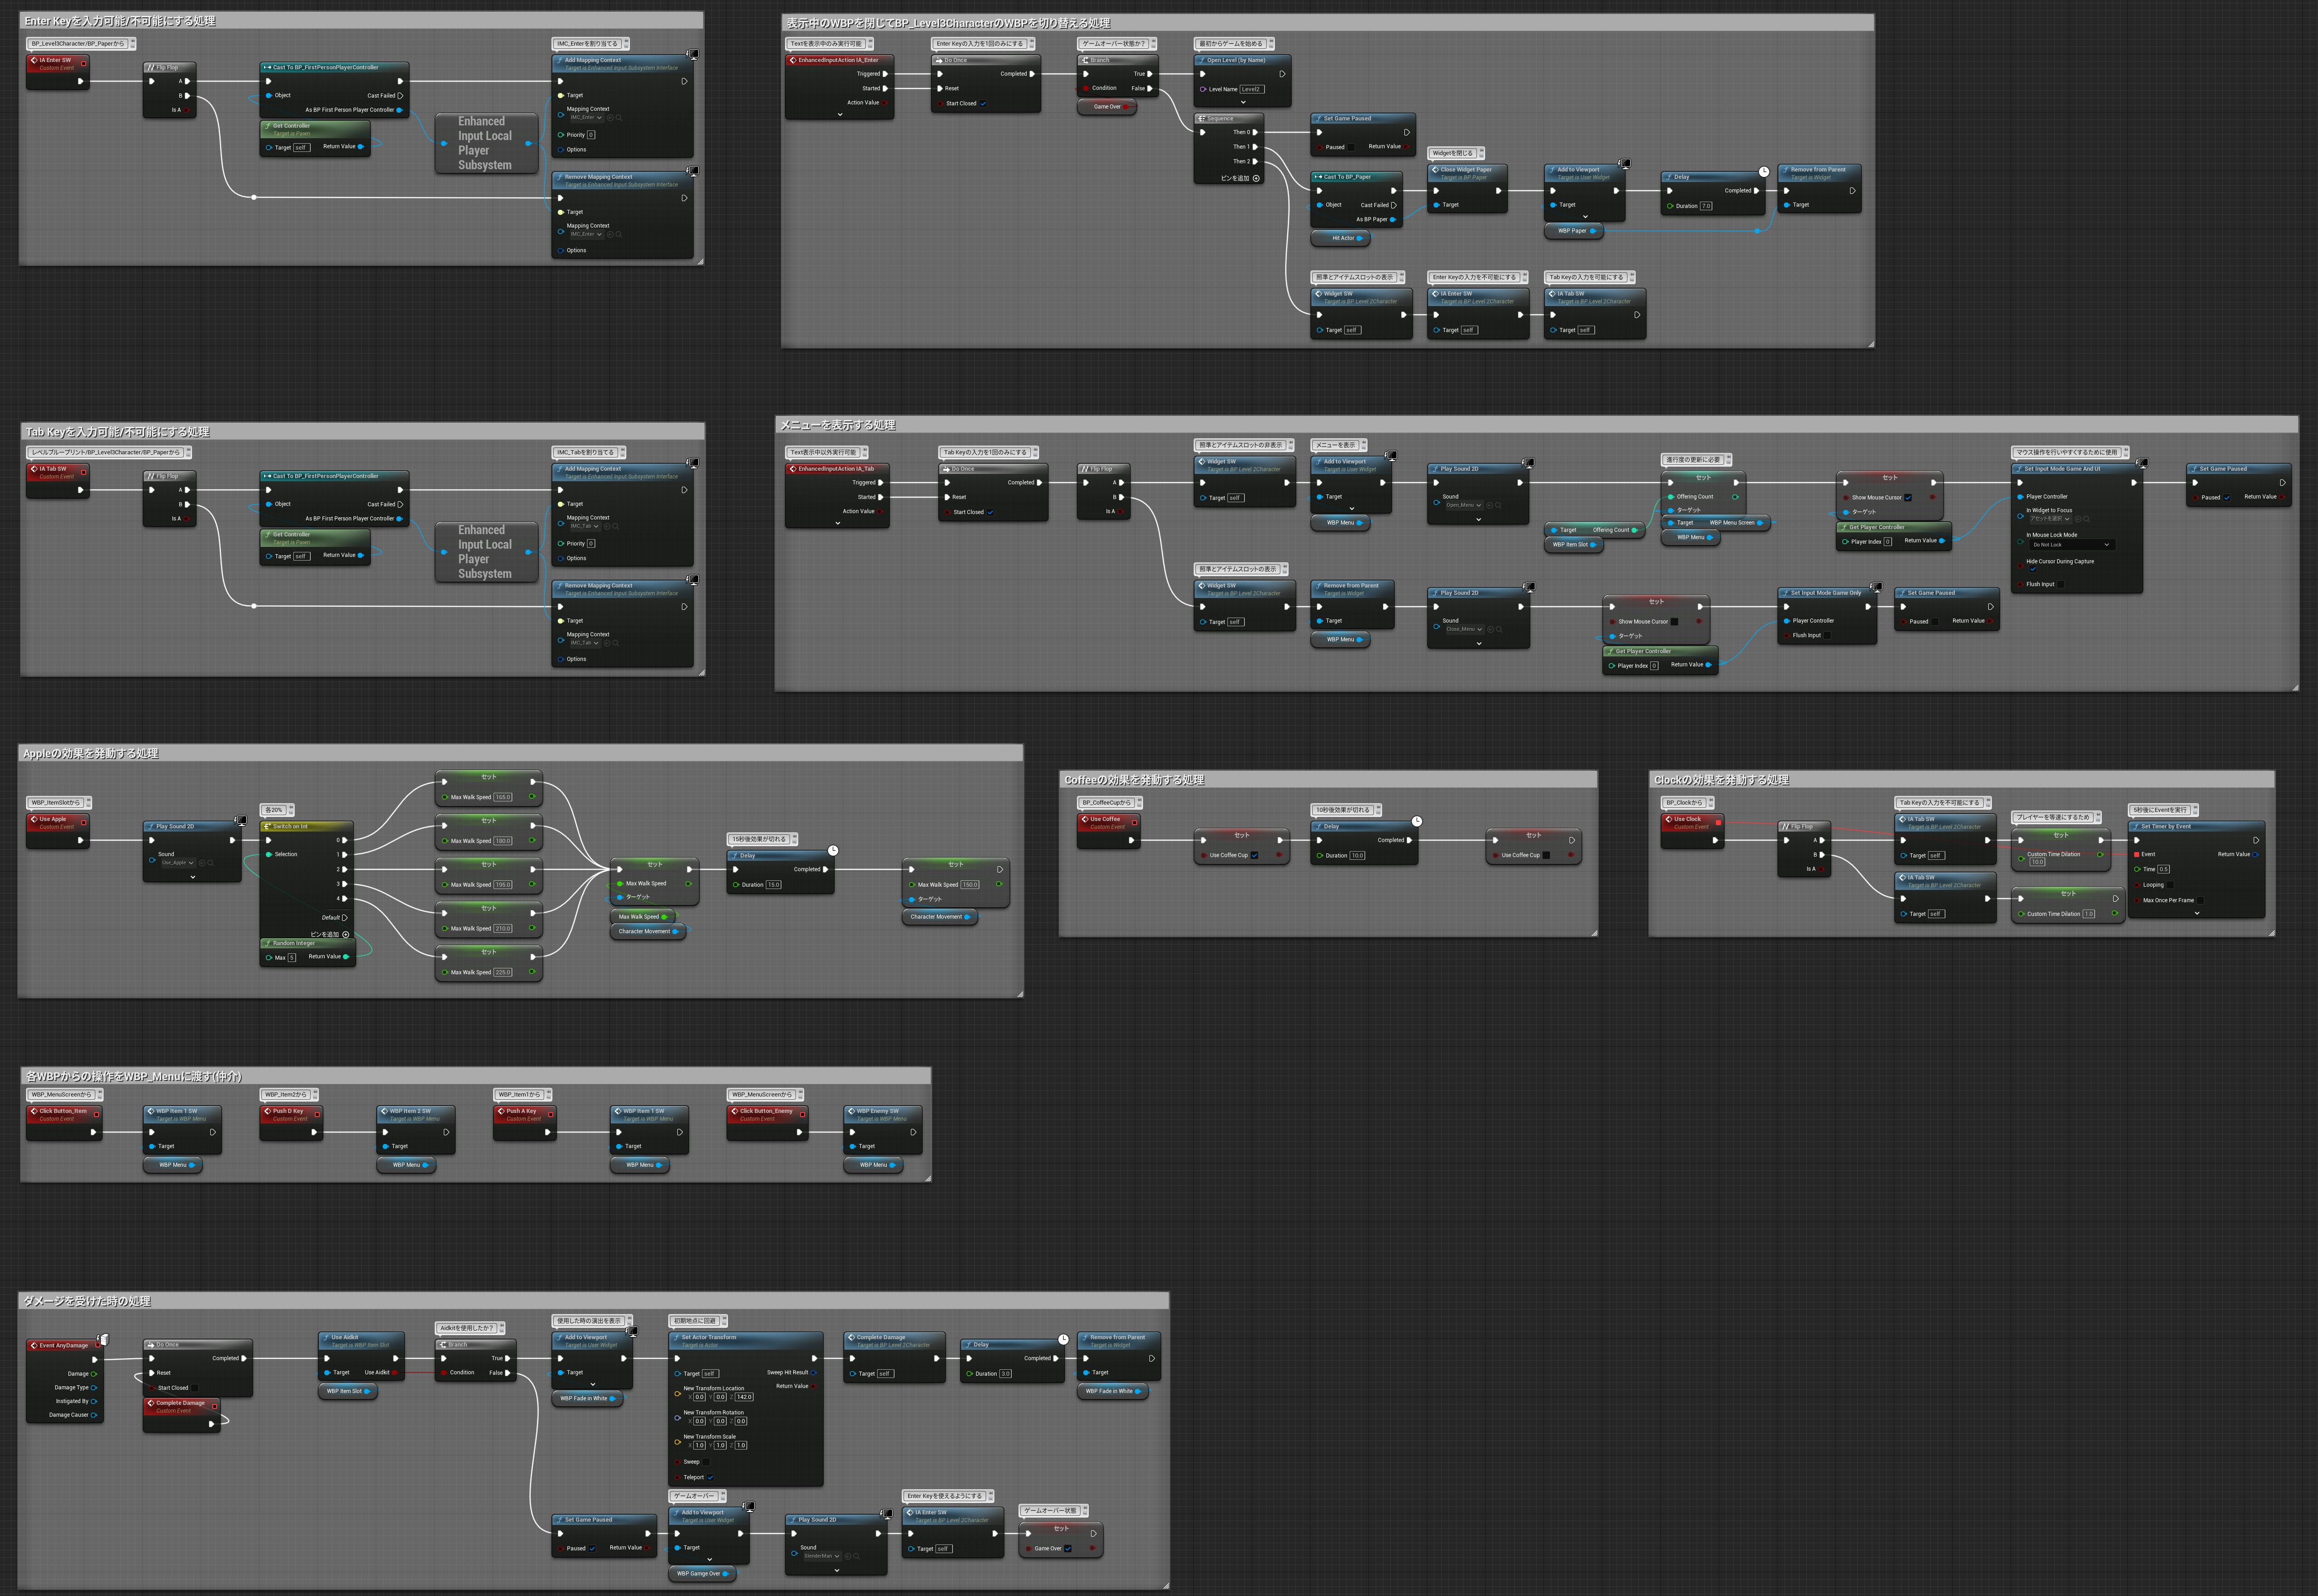 Enter Keyを入力可能/不可能にする処理
BP_Level3Character/BP_Paperから
IA Enter SW
Custom Event
Flip Flop
A
B
Is A
Cast To BP_FirstPersonPlayerController
Object
Cast Failed
As BP First Person Player Controller
Get Controller
Target is Pawn
Target self
Return Value
Enhanced
Input Local
Player
Subsystem
IMC_Enterを割り当てる
Add Mapping Context
Target is Enhanced Input Subsystem Interface
Target
Mapping Context
IMC_Enter
Priority 0
Options
Remove Mapping Context
Target is Enhanced Input Subsystem Interface
Target
Mapping Context
IMC_Enter
Options
表示中のWBPを閉じてBP_Level3CharacterのWBPを切り替える処理
Textを表示中のみ実行可能
EnhancedInputAction IA_Enter
Triggered
Started
Action Value
Enter Keyの入力を1回のみにする
Do Once
Completed
Reset
Start Closed
ゲームオーバー状態か？
Branch
True
Condition
False
Game Over
最初からゲームを始める
Open Level (by Name)
Level Name Level2
Sequence
Then 0
Then 1
Then 2
ピンを追加
Set Game Paused
Paused
Return Value
Cast To BP_Paper
Object
Cast Failed
As BP Paper
Hit Actor
Widgetを閉じる
Close Widget Paper
Target is BP Paper
Target
Add to Viewport
Target is User Widget
Target
WBP Paper
Delay
Completed
Duration 7.0
Remove from Parent
Target is Widget
Target
照準とアイテムスロットの表示
Widget SW
Target is BP Level 2Character
Target self
Enter Keyの入力を不可能にする
IA Enter SW
Target is BP Level 2Character
Target self
Tab Keyの入力を可能にする
IA Tab SW
Target is BP Level 2Character
Target self
Tab Keyを入力可能/不可能にする処理
レベルブループリント/BP_Level3Character/BP_Paperから
IA Tab SW
Custom Event
Flip Flop
A
B
Is A
Cast To BP_FirstPersonPlayerController
Object
Cast Failed
As BP First Person Player Controller
Get Controller
Target is Pawn
Target self
Return Value
Enhanced
Input Local
Player
Subsystem
IMC_Tabを割り当てる
Add Mapping Context
Target is Enhanced Input Subsystem Interface
Target
Mapping Context
IMC_Tab
Priority 0
Options
Remove Mapping Context
Target is Enhanced Input Subsystem Interface
Target
Mapping Context
IMC_Tab
Options
メニューを表示する処理
Text表示中以外実行可能
EnhancedInputAction IA_Tab
Triggered
Started
Action Value
Tab Keyの入力を1回のみにする
Do Once
Completed
Reset
Start Closed
Flip Flop
A
B
Is A
照準とアイテムスロットの非表示
Widget SW
Target is BP Level 2Character
Target self
メニューを表示
Add to Viewport
Target is User Widget
Target
WBP Menu
Play Sound 2D
Sound
Open_Menu
Target Offering Count
WBP Item Slot
進行度の更新に必要
セット
Offering Count
ターゲット
Target WBP Menu Screen
WBP Menu
セット
Show Mouse Cursor
ターゲット
Get Player Controller
Player Index 0
Return Value
マウス操作を行いやすくするために使用
Set Input Mode Game And UI
Player Controller
In Widget to Focus
アセットを選択
In Mouse Lock Mode
Do Not Lock
Hide Cursor During Capture
Flush Input
Set Game Paused
Paused
Return Value
照準とアイテムスロットの表示
Widget SW
Target is BP Level 2Character
Target self
Remove from Parent
Target is Widget
Target
WBP Menu
Play Sound 2D
Sound
Close_Menu
セット
Show Mouse Cursor
ターゲット
Get Player Controller
Player Index 0
Return Value
Set Input Mode Game Only
Player Controller
Flush Input
Set Game Paused
Paused
Return Value
Appleの効果を発動する処理
WBP_ItemSlotから
Use Apple
Custom Event
Play Sound 2D
Sound
Use_Apple
各20%
Switch on Int
Selection
0
1
2
3
4
Default
ピンを追加
Random Integer
Max 5
Return Value
セット
Max Walk Speed 165.0
セット
Max Walk Speed 180.0
セット
Max Walk Speed 195.0
セット
Max Walk Speed 210.0
セット
Max Walk Speed 225.0
セット
Max Walk Speed
ターゲット
Max Walk Speed
Character Movement
15秒後効果が切れる
Delay
Completed
Duration 15.0
セット
Max Walk Speed 150.0
ターゲット
Character Movement
Coffeeの効果を発動する処理
BP_CoffeeCupから
Use Coffee
Custom Event
セット
Use Coffee Cup
10秒後効果が切れる
Delay
Completed
Duration 10.0
セット
Use Coffee Cup
Clockの効果を発動する処理
BP_Clockから
Use Clock
Custom Event
Flip Flop
A
B
Is A
Tab Keyの入力を不可能にする
IA Tab SW
Target is BP Level 2Character
Target self
IA Tab SW
Target is BP Level 2Character
Target self
プレイヤーを等速にするため
セット
Custom Time Dilation
10.0
セット
Custom Time Dilation 1.0
5秒後にEventを実行
Set Timer by Event
Event
Return Value
Time 0.5
Looping
Max Once Per Frame
各WBPからの操作をWBP_Menuに渡す(仲介)
WBP_MenuScreenから
Click Button_Item
Custom Event
WBP Item 1 SW
Target is WBP Menu
Target
WBP Menu
WBP_Item2から
Push D Key
Custom Event
WBP Item 2 SW
Target is WBP Menu
Target
WBP Menu
WBP_Item1から
Push A Key
Custom Event
WBP Item 1 SW
Target is WBP Menu
Target
WBP Menu
WBP_MenuScreenから
Click Button_Enemy
Custom Event
WBP Enemy SW
Target is WBP Menu
Target
WBP Menu
ダメージを受けた時の処理
Event AnyDamage
Damage
Damage Type
Instigated By
Damage Causer
Do Once
Completed
Reset
Start Closed
Complete Damage
Custom Event
Use Aidkit
Target is WBP Item Slot
Target
Use Aidkit
WBP Item Slot
Aidkitを使用したか？
Branch
True
Condition
False
使用した時の演出を表示
Add to Viewport
Target is User Widget
Target
WBP Fade in White
初期地点に回避
Set Actor Transform
Target is Actor
Target self
Sweep Hit Result
Return Value
New Transform Location
X 0.0 Y 0.0 Z 142.0
New Transform Rotation
X 0.0 Y 0.0 Z 0.0
New Transform Scale
X 1.0 Y 1.0 Z 1.0
Sweep
Teleport
Complete Damage
Target is BP Level 2Character
Target self
Delay
Completed
Duration 3.0
Remove from Parent
Target is Widget
Target
WBP Fade in White
Set Game Paused
Paused
Return Value
ゲームオーバー
Add to Viewport
Target is User Widget
Target
WBP Gamge Over
Play Sound 2D
Sound
SlenderMan
Enter Keyを使えるようにする
IA Enter SW
Target is BP Level 2Character
Target self
ゲームオーバー状態
セット
Game Over